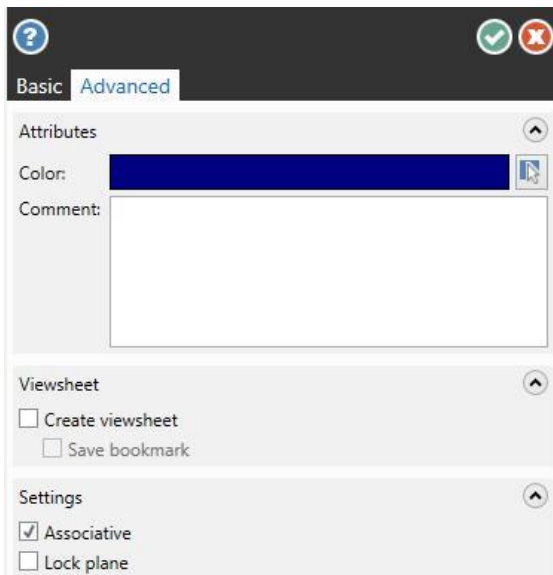 ?
Basic Advanced
Attributes
Color:
Comment:
Viewsheet
Create viewsheet
Save bookmark
Settings
Associative
Lock plane